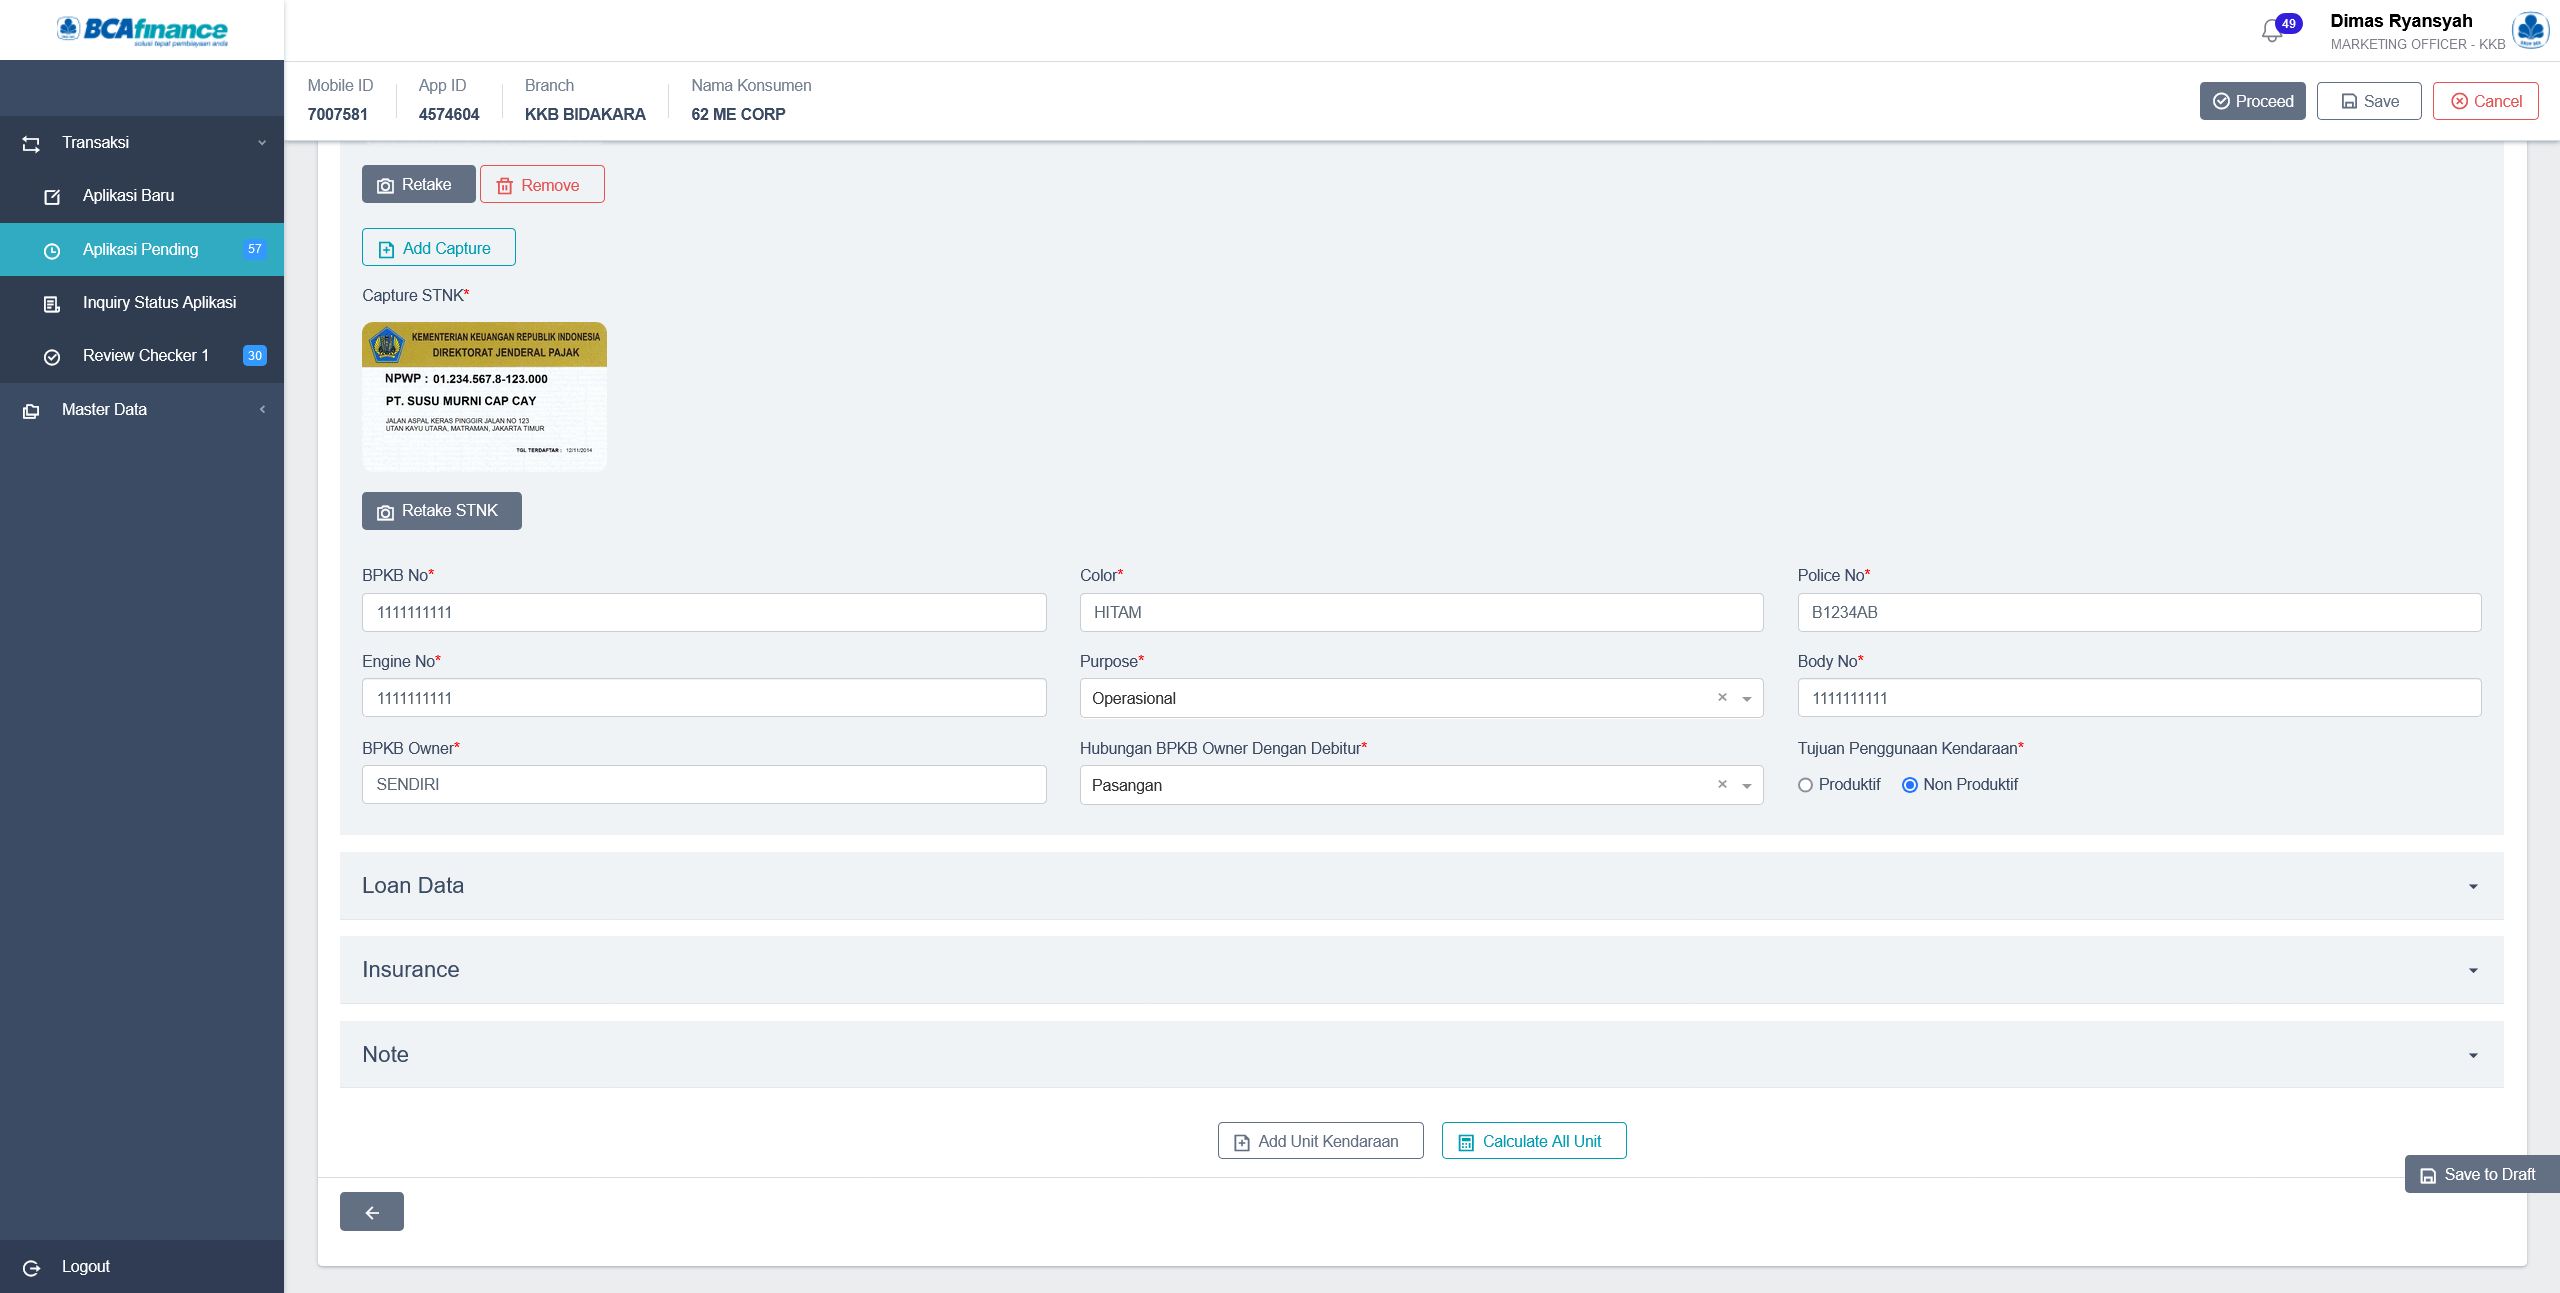 BCAfinance
solusi tepat pembiayaan anda
49
Dimas Ryansyah
MARKETING OFFICER - KKB
Mobile ID
7007581
App ID
4574604
Branch
KKB BIDAKARA
Nama Konsumen
62 ME CORP
Proceed
Save
Cancel
Transaksi
Aplikasi Baru
Aplikasi Pending 57
Inquiry Status Aplikasi
Review Checker 1 30
Master Data
Logout
Retake
Remove
Add Capture
Capture STNK*
KEMENTERIAN KEUANGAN REPUBLIK INDONESIA
DIREKTORAT JENDERAL PAJAK
NPWP : 01.234.567.8-123.000
PT. SUSU MURNI CAP CAY
JALAN ASPAL KERAS PINGGIR JALAN NO 123
UTAN KAYU UTARA, MATRAMAN, JAKARTA TIMUR
TGL TERDAFTAR : 12/11/2014
Retake STNK
BPKB No*
1111111111
Color*
HITAM
Police No*
B1234AB
Engine No*
1111111111
Purpose*
Operasional
Body No*
1111111111
BPKB Owner*
SENDIRI
Hubungan BPKB Owner Dengan Debitur*
Pasangan
Tujuan Penggunaan Kendaraan*
Produktif
Non Produktif
Loan Data
Insurance
Note
Add Unit Kendaraan
Calculate All Unit
Save to Draft